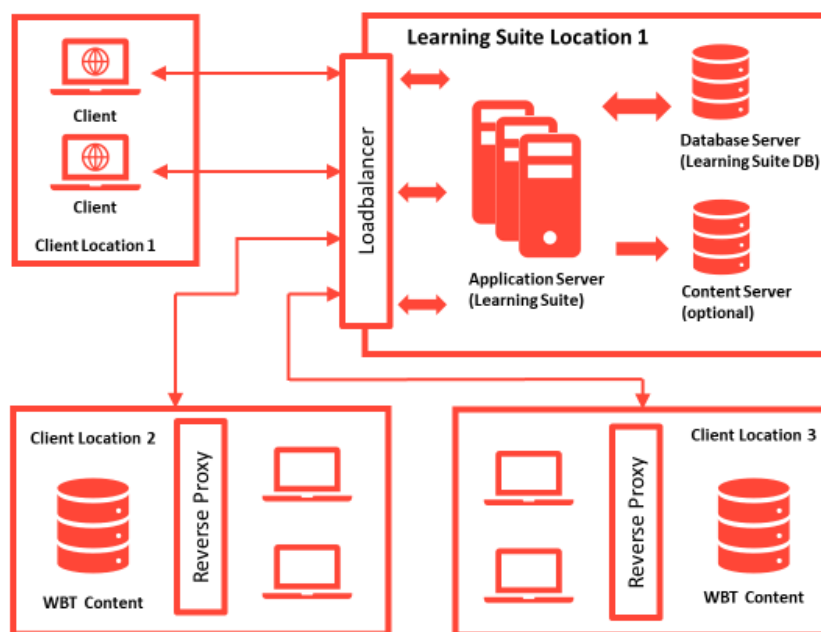 Learning Suite Location 1
Client
Client
Client Location 1
Loadbalancer
Database Server
(Learning Suite DB)
Application Server
(Learning Suite)
Content Server
(optional)
Client Location 2
Reverse Proxy
WBT Content
Client Location 3
Reverse Proxy
WBT Content